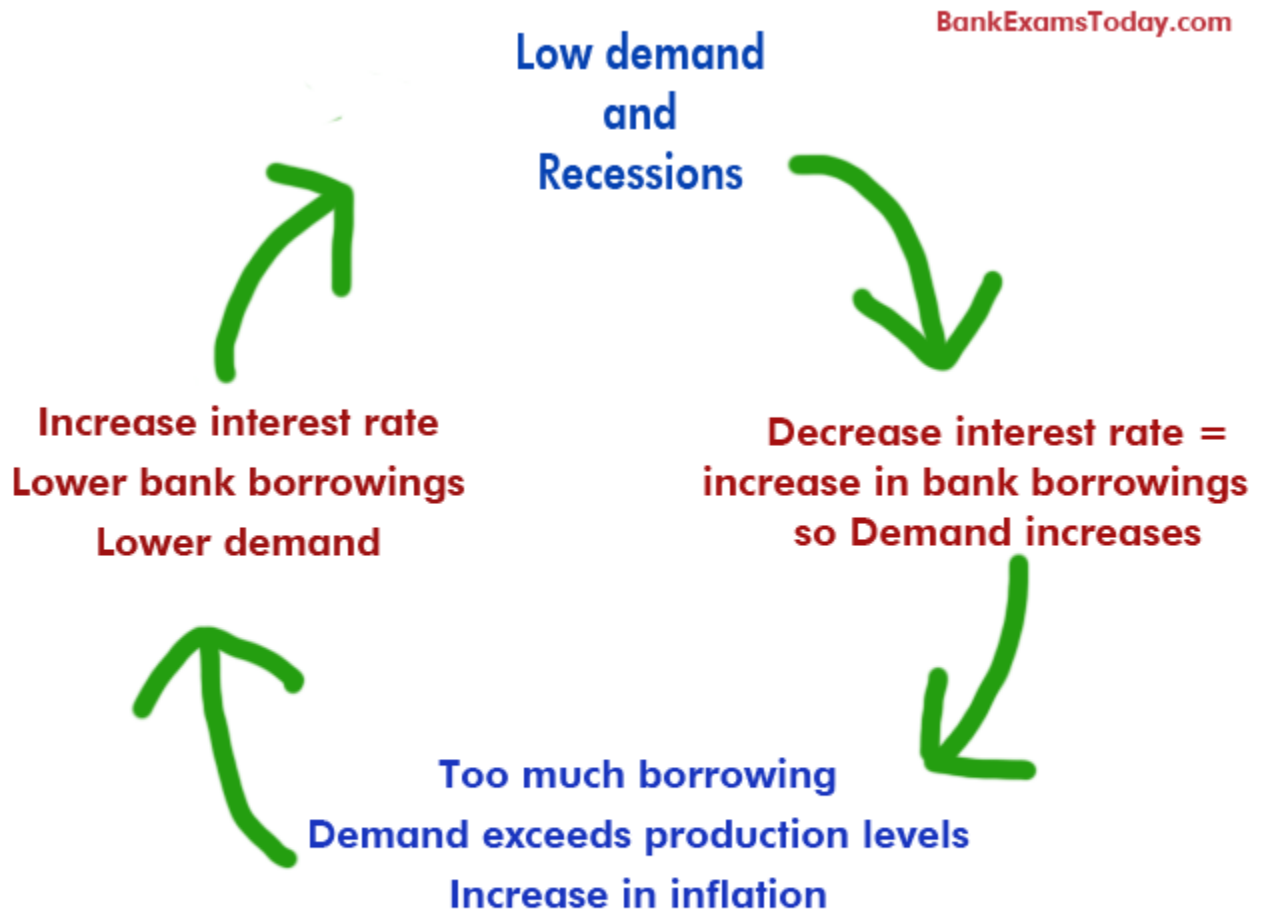 BankExamsToday.com
Low demand
and
Recessions
Decrease interest rate =
increase in bank borrowings
so Demand increases
Too much borrowing
Demand exceeds production levels
Increase in inflation
Increase interest rate
Lower bank borrowings
Lower demand